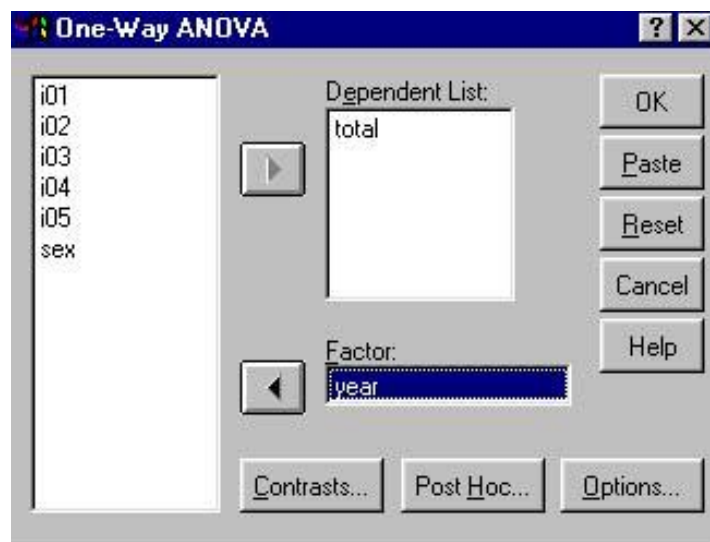 One-Way ANOVA
i01
i02
i03
i04
i05
sex
Dependent List:
total
Factor:
year
OK
Paste
Reset
Cancel
Help
Contrasts...
Post Hoc...
Options...